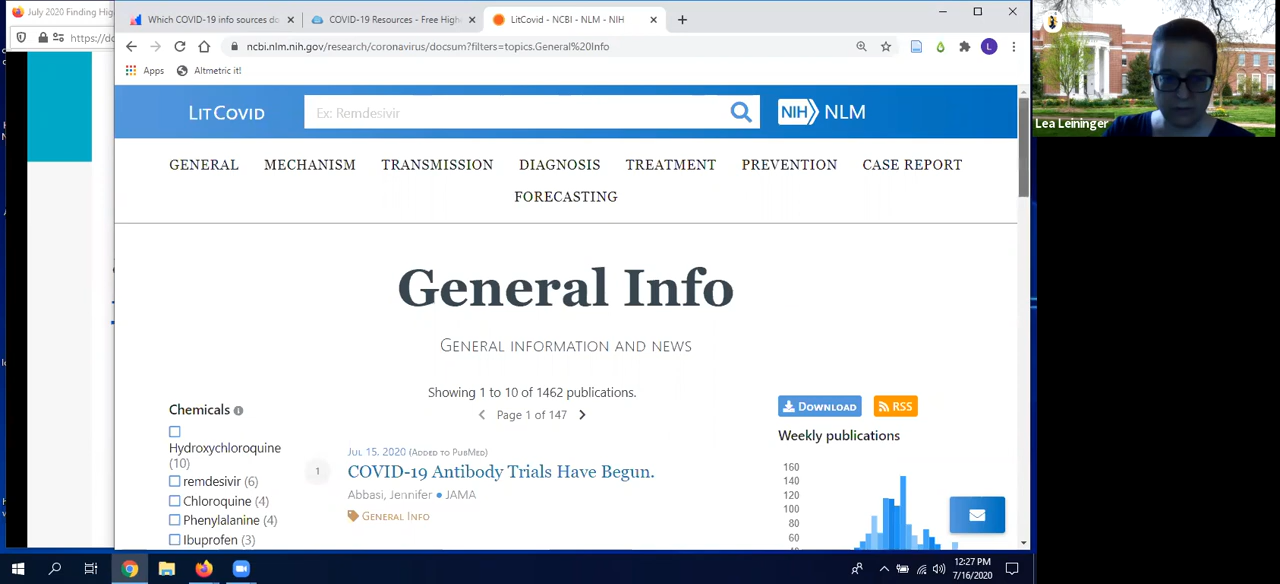 July 2020 Finding High
Which COVID-19 info sources do
COVID-19 Resources - Free High
LitCovid - NCBI - NLM - NIH
https://do
ncbi.nlm.nih.gov/research/coronavirus/docsum?filters=topics.General%20Info
L
Apps
Altmetric it!
LitCovid
Ex: Remdesivir
NIH NLM
GENERAL MECHANISM TRANSMISSION DIAGNOSIS TREATMENT PREVENTION CASE REPORT
FORECASTING
General Info
General information and news
Showing 1 to 10 of 1462 publications.
Page 1 of 147
Chemicals
Hydroxychloroquine
(10)
remdesivir (6)
Chloroquine (4)
Phenylalanine (4)
Ibuprofen (3)
1
Jul 15, 2020 (Added to PubMed)
COVID-19 Antibody Trials Have Begun.
Abbasi, Jennifer • JAMA
General Info
Download
RSS
Weekly publications
160
140
120
100
80
60
Lea Leininger
12:27 PM
7/16/2020